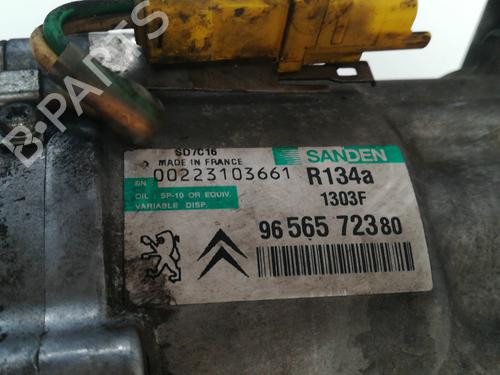 B-PARTS
SD7C16
MADE IN FRANCE
SANDEN
SN: 00223103661
R134a
OIL : SP-10 OR EQUIV.
VARIABLE DISP.
1303F
96 565 723 80